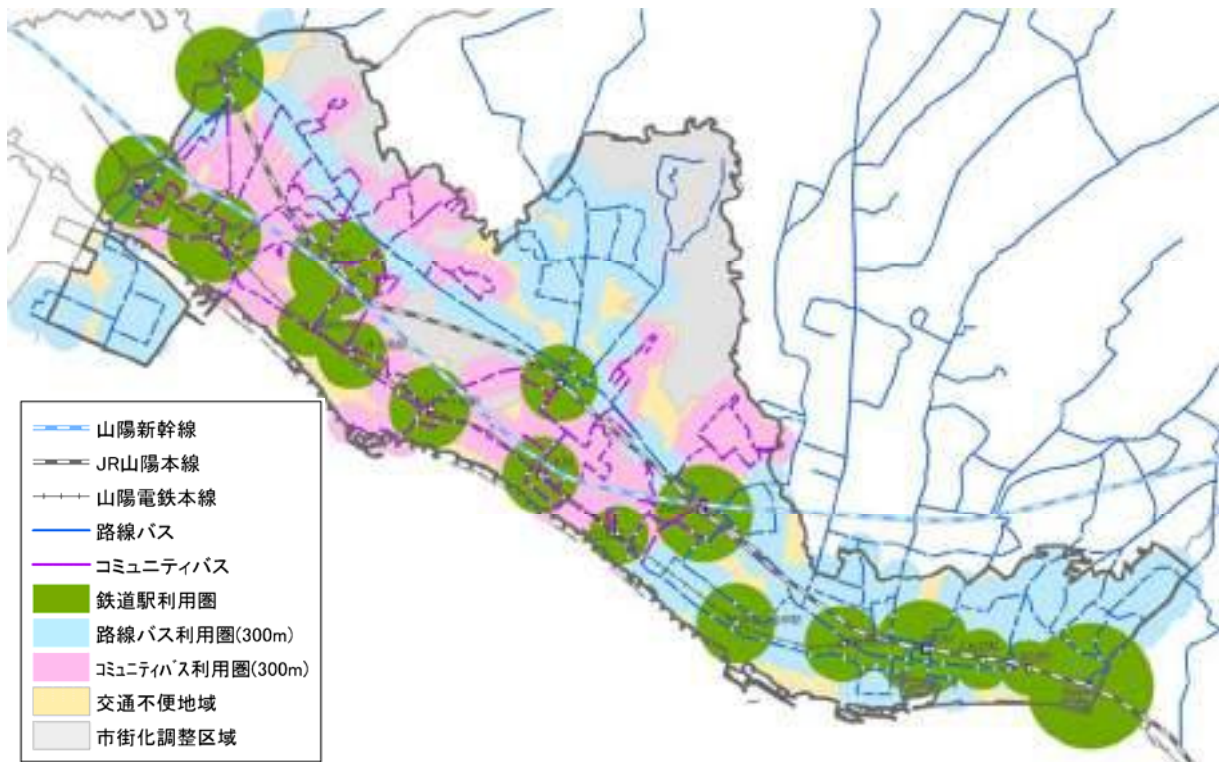 山陽新幹線
JR山陽本線
山陽電鉄本線
路線バス
コミュニティバス
鉄道駅利用圏
路線バス利用圏(300m)
コミュニティバス利用圏(300m)
交通不便地域
市街化調整区域